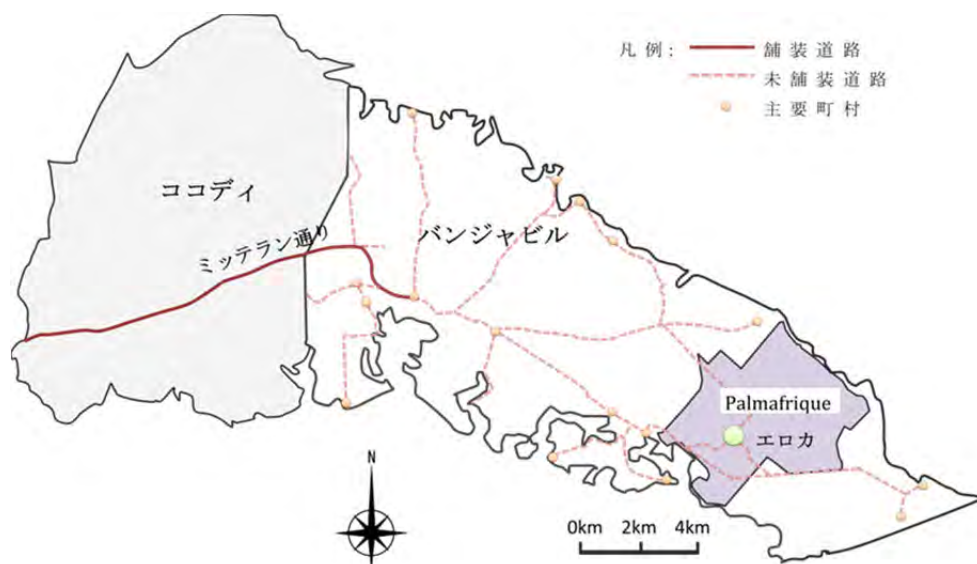 凡例: 舗装道路
未舗装道路
主要町村
ココディ
ミッテラン通り
バンジャビル
Palmafrique
エロカ
N
0km 2km 4km